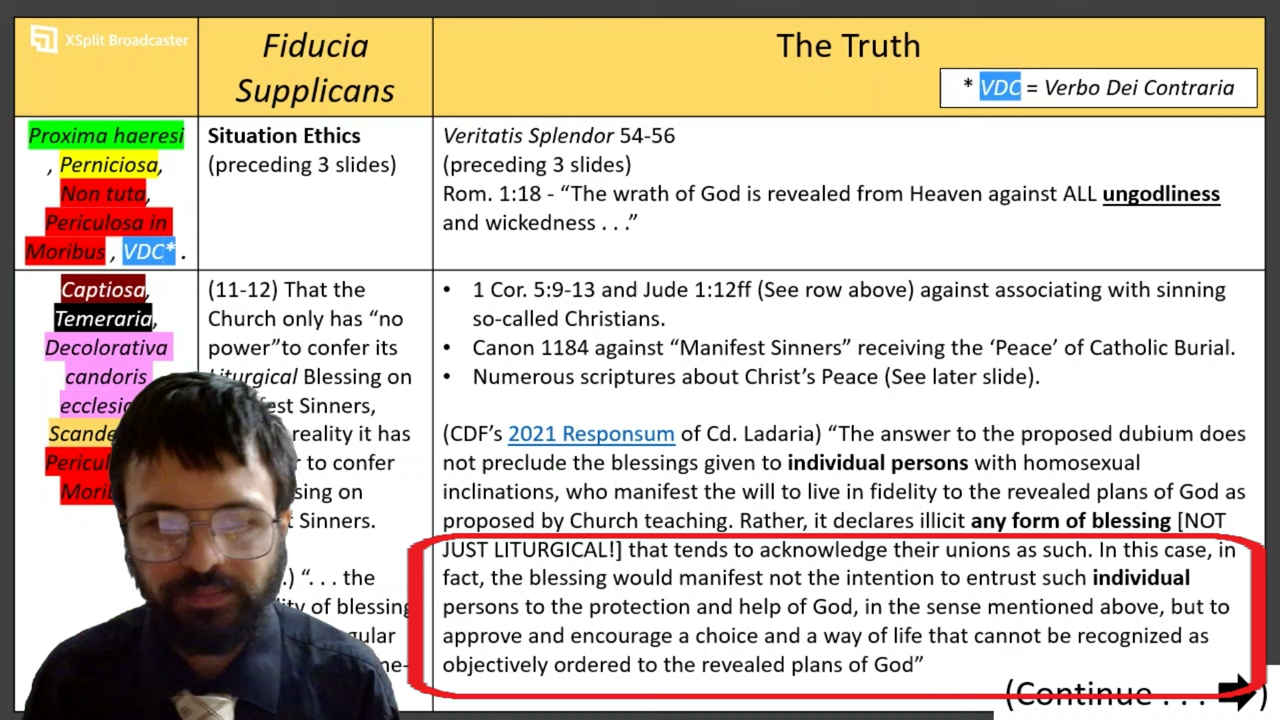 XSplit Broadcaster
Fiducia
Supplicans
The Truth
* VDC = Verbo Dei Contraria
Proxima haeresi
, Perniciosa,
Non tuta,
Periculosa in
Moribus , VDC* .
Situation Ethics
(preceding 3 slides)
Veritatis Splendor 54-56
(preceding 3 slides)
Rom. 1:18 - “The wrath of God is revealed from Heaven against ALL ungodliness
and wickedness . . .”
Captiosa,
Temeraria,
Decolorativa
candoris
(11-12) That the
Church only has “no
power”to confer its
Liturgical Blessing on
Sinners,
reality it has
to confer
on
Sinners.
“. . . the
of blessing
• 1 Cor. 5:9-13 and Jude 1:12ff (See row above) against associating with sinning
so-called Christians.
• Canon 1184 against “Manifest Sinners” receiving the ‘Peace’ of Catholic Burial.
• Numerous scriptures about Christ’s Peace (See later slide).
(CDF’s 2021 Responsum of Cd. Ladaria) “The answer to the proposed dubium does
not preclude the blessings given to individual persons with homosexual
inclinations, who manifest the will to live in fidelity to the revealed plans of God as
proposed by Church teaching. Rather, it declares illicit any form of blessing [NOT
JUST LITURGICAL!] that tends to acknowledge their unions as such. In this case, in
fact, the blessing would manifest not the intention to entrust such individual
persons to the protection and help of God, in the sense mentioned above, but to
approve and encourage a choice and a way of life that cannot be recognized as
objectively ordered to the revealed plans of God”
(Continue . . . )